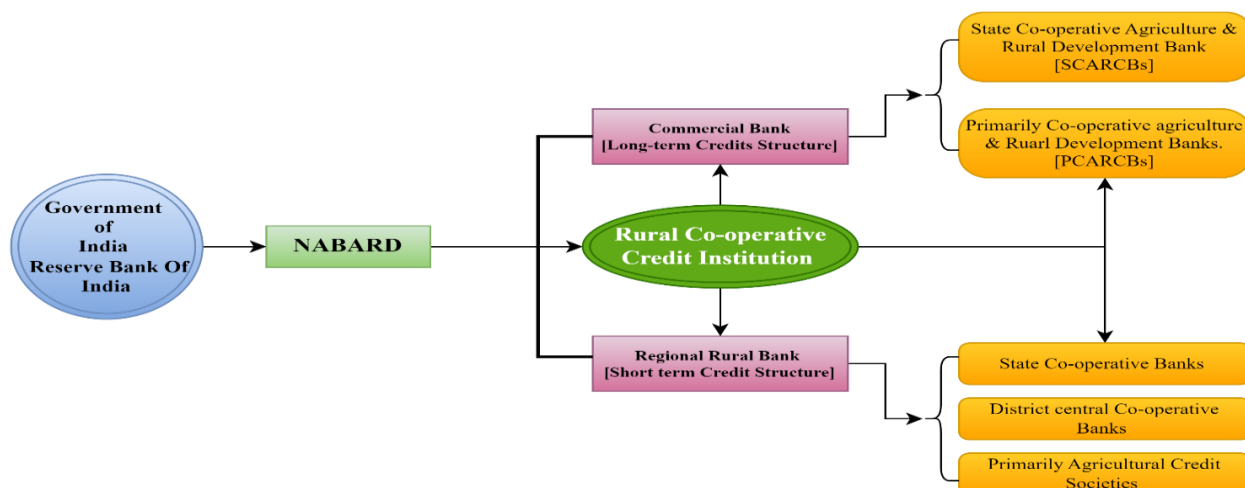 Government
of
India
Reserve Bank Of
India
NABARD
Commercial Bank
[Long-term Credits Structure]
Rural Co-operative
Credit Institution
Regional Rural Bank
[Short term Credit Structure]
State Co-operative Agriculture &
Rural Development Bank
[SCARCBs]
Primarily Co-operative agriculture
& Ruarl Development Banks.
[PCARCBs]
State Co-operative Banks
District central Co-operative
Banks
Primarily Agricultural Credit
Societies